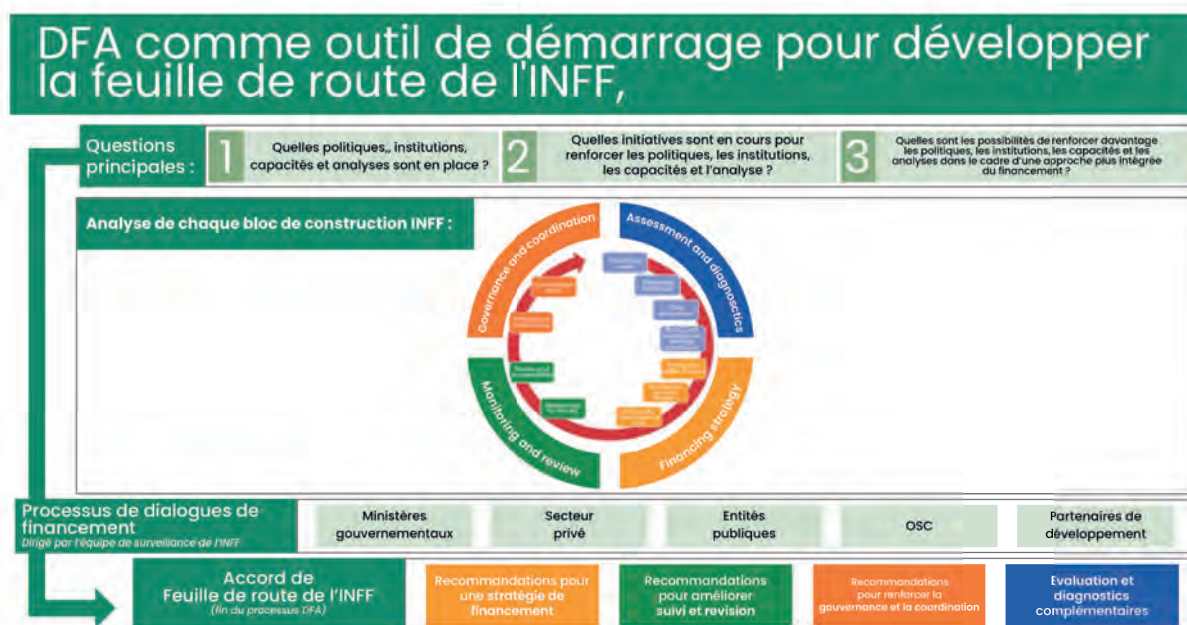 DFA comme outil de démarrage pour développer
la feuille de route de l'INFF,
Questions
principales :
1
Quelles politiques,, institutions,
capacités et analyses sont en place ?
2
Quelles initiatives sont en cours pour
renforcer les politiques, les institutions,
les capacités et l'analyse ?
3
Quelles sont les possibilités de renforcer davantage
les politiques, les institutions, les capacités et les
analyses dans le cadre d'une approche plus intégrée
du financement ?
Analyse de chaque bloc de construction INFF :
Governance and coordination
Assessment and diagnosctics
Monitoring and review
Financing strategy
Processus de dialogues de
financement
Dirigé par l'équipe de surveillance de l'INFF
Ministères
gouvernementaux
Secteur
privé
Entités
publiques
OSC
Partenaires de
développement
Accord de
Feuille de route de l'INFF
(fin du processus DFA)
Recommandations pour
une stratégie de
financement
Recommandations
pour améliorer
suivi et revision
Recommandations
pour renforcer la
gouvernance et la coordination
Evaluation et
diagnostics
complémentaires